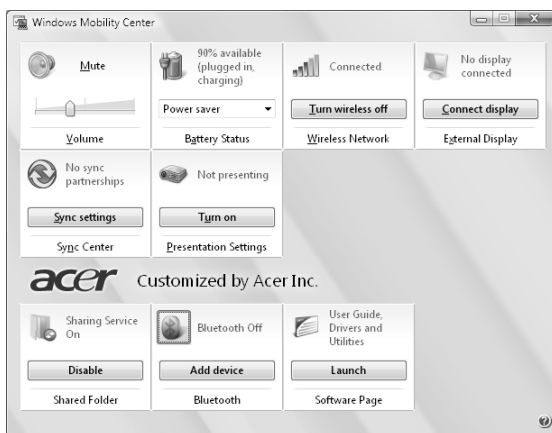 Windows Mobility Center
Mute
90% available
(plugged in,
charging)
Connected
No display
connected
Power saver
Turn wireless off
Connect display
Volume
Battery Status
Wireless Network
External Display
No sync
partnerships
Not presenting
Sync settings
Turn on
Sync Center
Presentation Settings
acer Customized by Acer Inc.
Sharing Service
On
Bluetooth Off
User Guide,
Drivers and
Utilities
Disable
Add device
Launch
Shared Folder
Bluetooth
Software Page